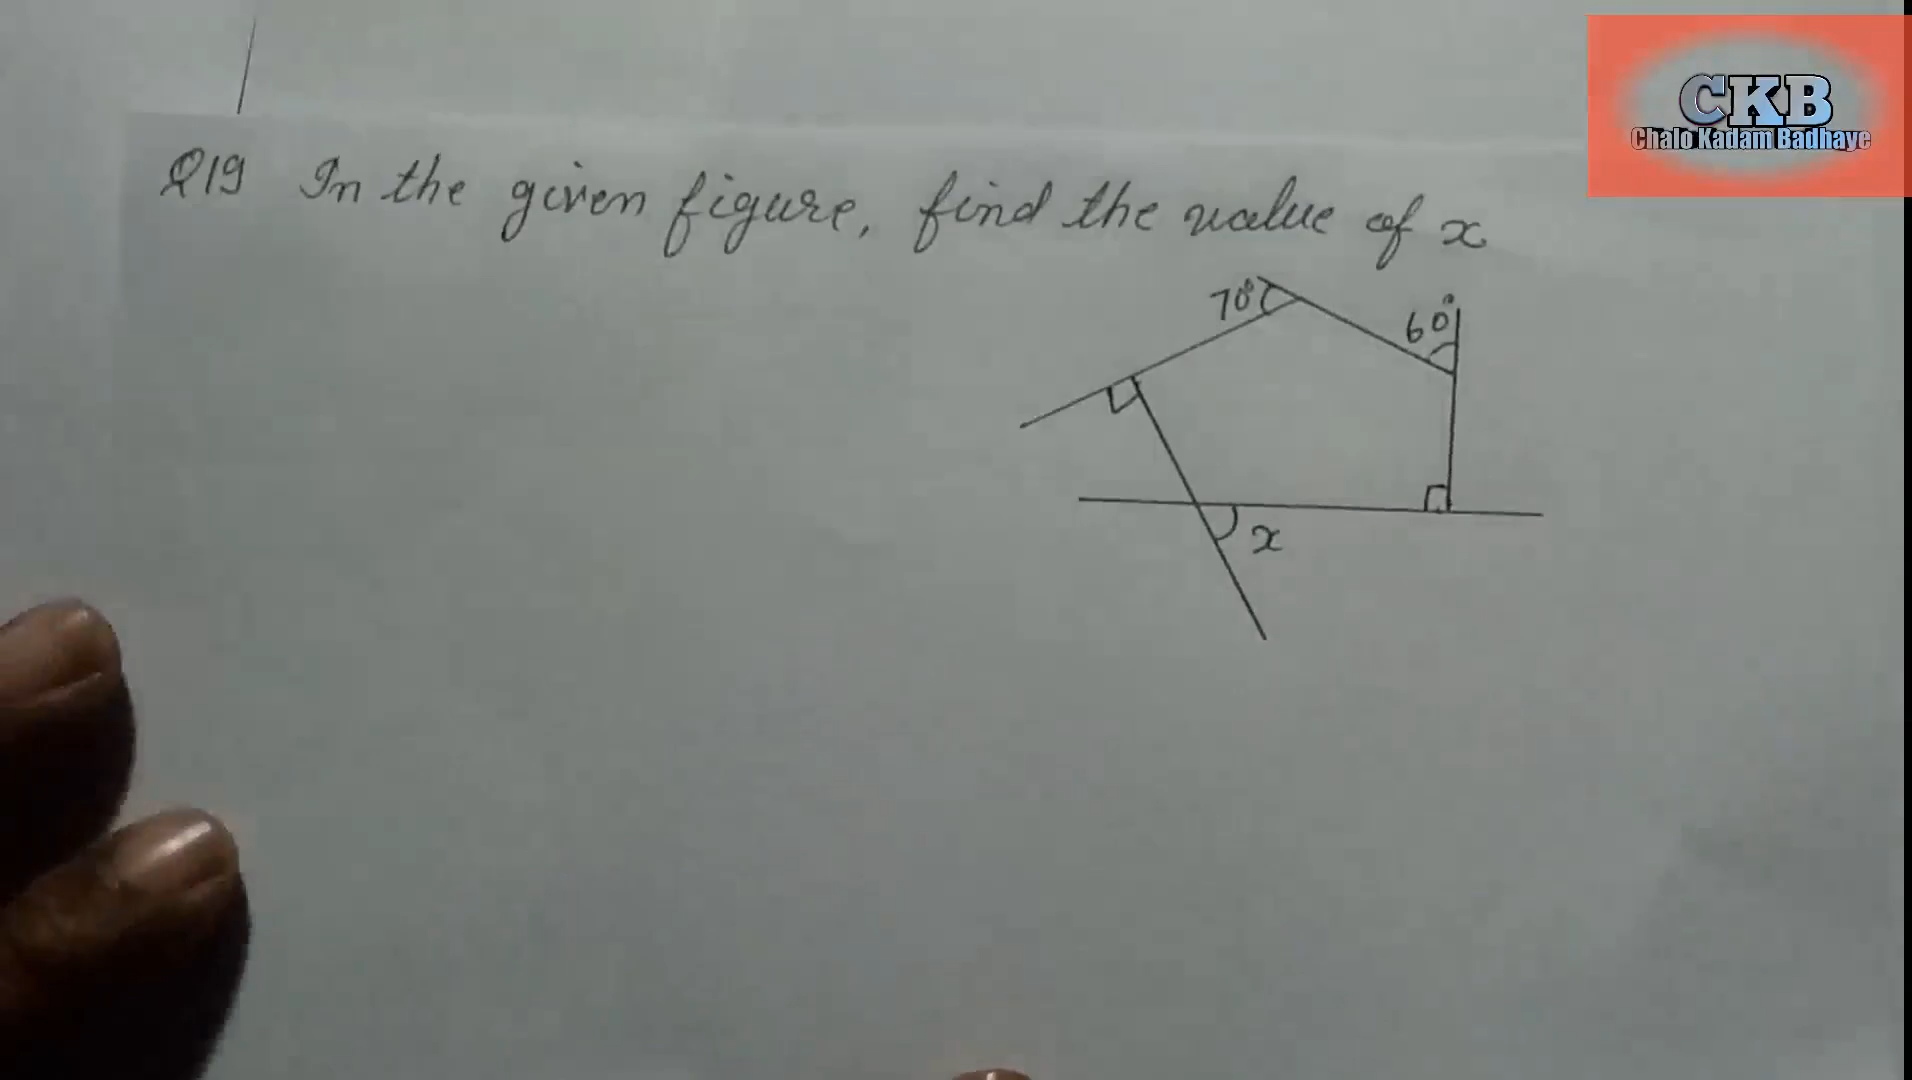 CKB
Chalo Kadam Badhaye
Q19 In the given figure, find the value of x
70°
60°
x